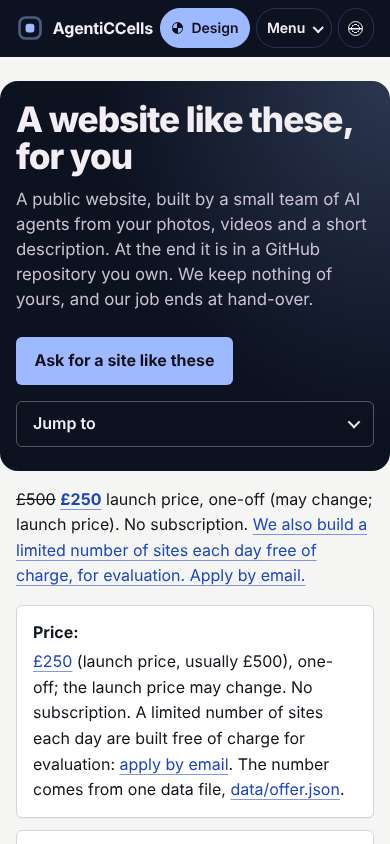 AgentiCCells
Design
Menu
A website like these,
for you
A public website, built by a small team of AI
agents from your photos, videos and a short
description. At the end it is in a GitHub
repository you own. We keep nothing of
yours, and our job ends at hand-over.
Ask for a site like these
Jump to
£500 £250 launch price, one-off (may change;
launch price). No subscription. We also build a
limited number of sites each day free of
charge, for evaluation. Apply by email.
Price:
£250 (launch price, usually £500), one-
off; the launch price may change. No
subscription. A limited number of sites
each day are built free of charge for
evaluation: apply by email. The number
comes from one data file, data/offer.json.